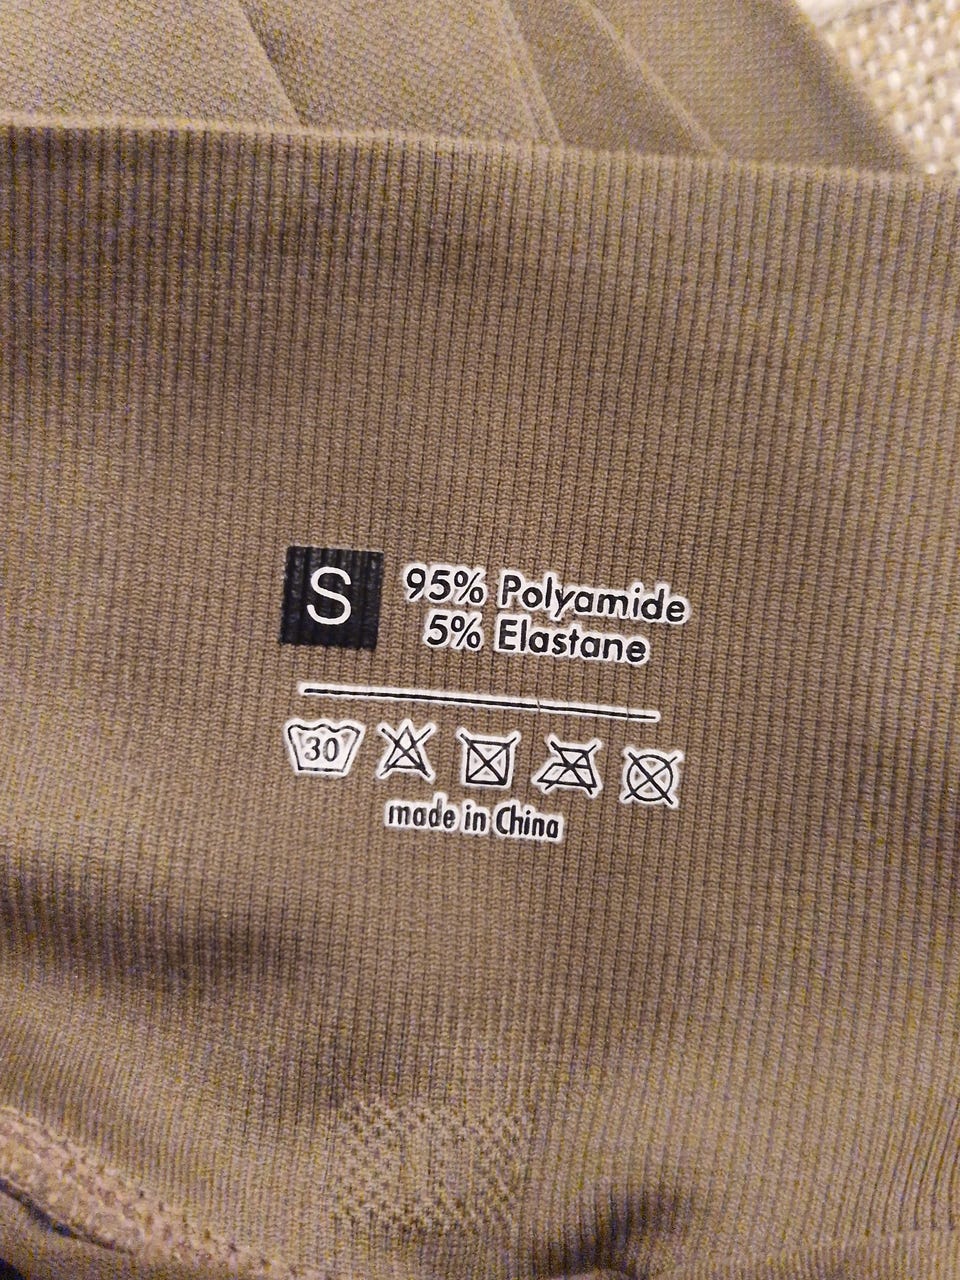 S
95% Polyamide
5% Elastane
30
made in China